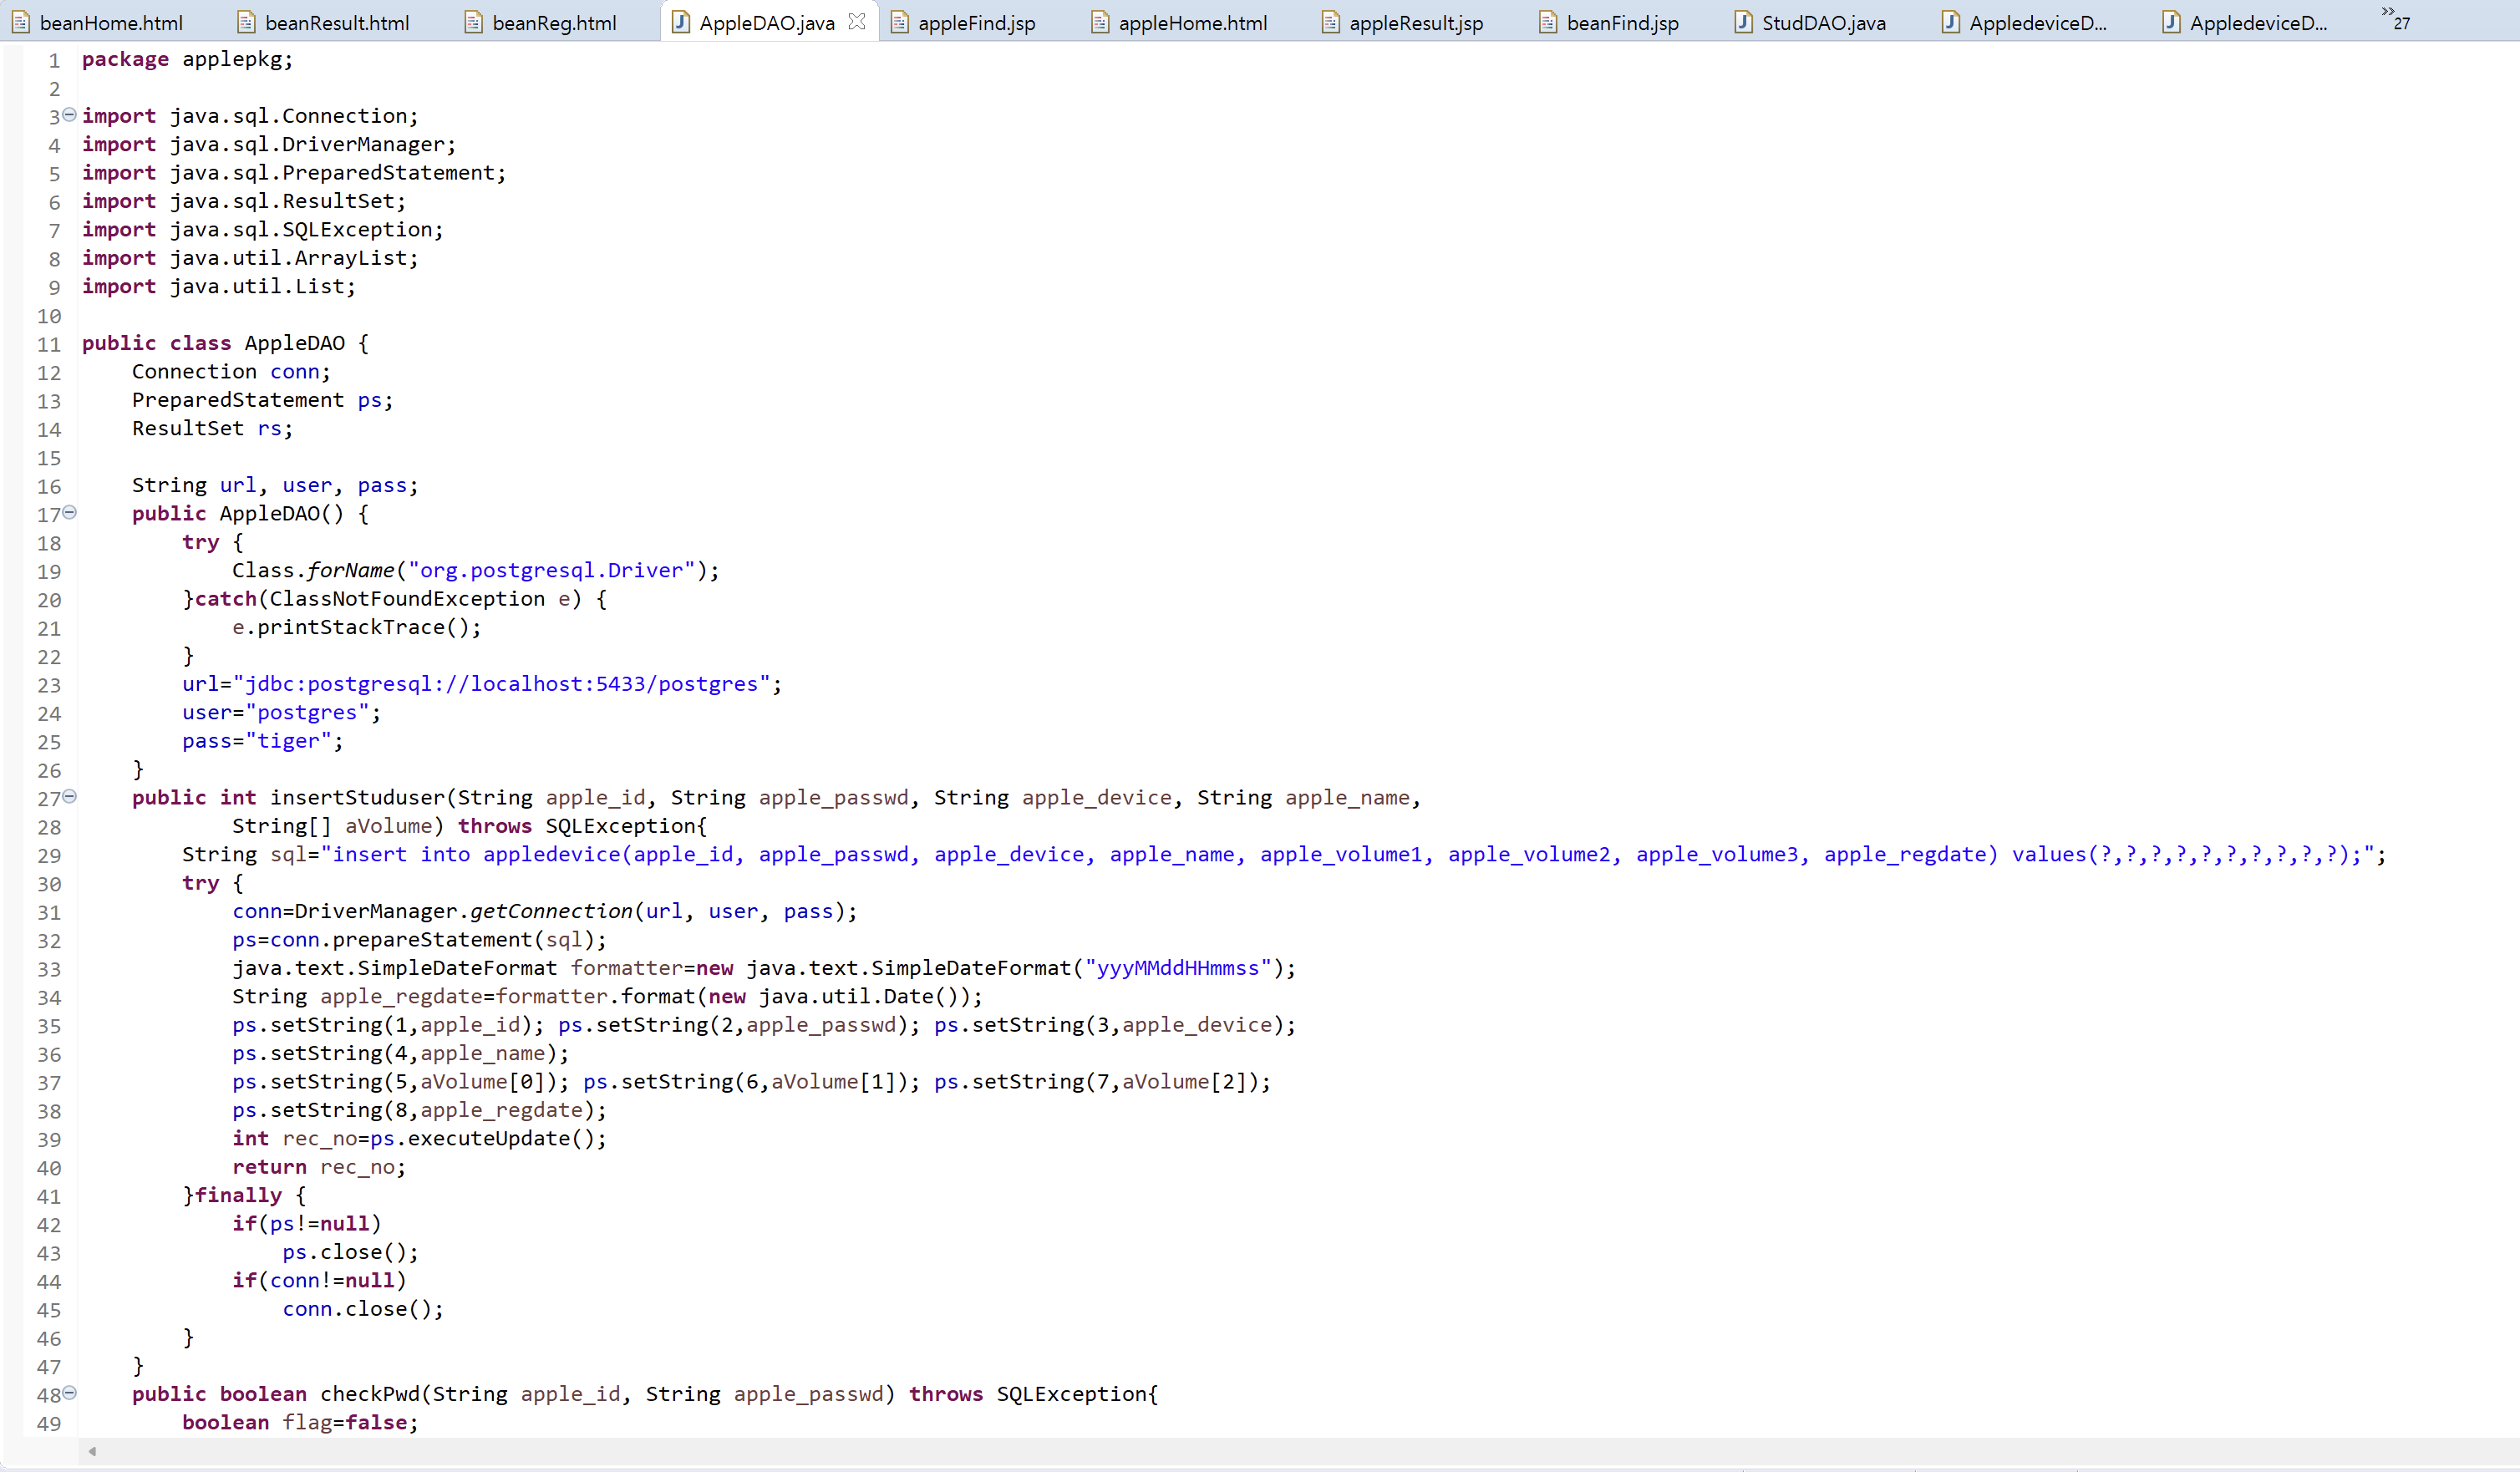 beanHome.html beanResult.html beanReg.html AppleDAO.java appleFind.jsp appleHome.html appleResult.jsp beanFind.jsp StudDAO.java AppledeviceD... AppledeviceD... »27
1 package applepkg;
2
3 import java.sql.Connection;
4 import java.sql.DriverManager;
5 import java.sql.PreparedStatement;
6 import java.sql.ResultSet;
7 import java.sql.SQLException;
8 import java.util.ArrayList;
9 import java.util.List;
10
11 public class AppleDAO {
12     Connection conn;
13     PreparedStatement ps;
14     ResultSet rs;
15
16     String url, user, pass;
17     public AppleDAO() {
18         try {
19             Class.forName("org.postgresql.Driver");
20         }catch(ClassNotFoundException e) {
21             e.printStackTrace();
22         }
23         url="jdbc:postgresql://localhost:5433/postgres";
24         user="postgres";
25         pass="tiger";
26     }
27     public int insertStuduser(String apple_id, String apple_passwd, String apple_device, String apple_name,
28             String[] aVolume) throws SQLException{
29         String sql="insert into appledevice(apple_id, apple_passwd, apple_device, apple_name, apple_volume1, apple_volume2, apple_volume3, apple_regdate) values(?,?,?,?,?,?,?,?,?,?);";
30         try {
31             conn=DriverManager.getConnection(url, user, pass);
32             ps=conn.prepareStatement(sql);
33             java.text.SimpleDateFormat formatter=new java.text.SimpleDateFormat("yyyMMddHHmmss");
34             String apple_regdate=formatter.format(new java.util.Date());
35             ps.setString(1,apple_id); ps.setString(2,apple_passwd); ps.setString(3,apple_device);
36             ps.setString(4,apple_name);
37             ps.setString(5,aVolume[0]); ps.setString(6,aVolume[1]); ps.setString(7,aVolume[2]);
38             ps.setString(8,apple_regdate);
39             int rec_no=ps.executeUpdate();
40             return rec_no;
41         }finally {
42             if(ps!=null)
43                 ps.close();
44             if(conn!=null)
45                 conn.close();
46         }
47     }
48     public boolean checkPwd(String apple_id, String apple_passwd) throws SQLException{
49         boolean flag=false;